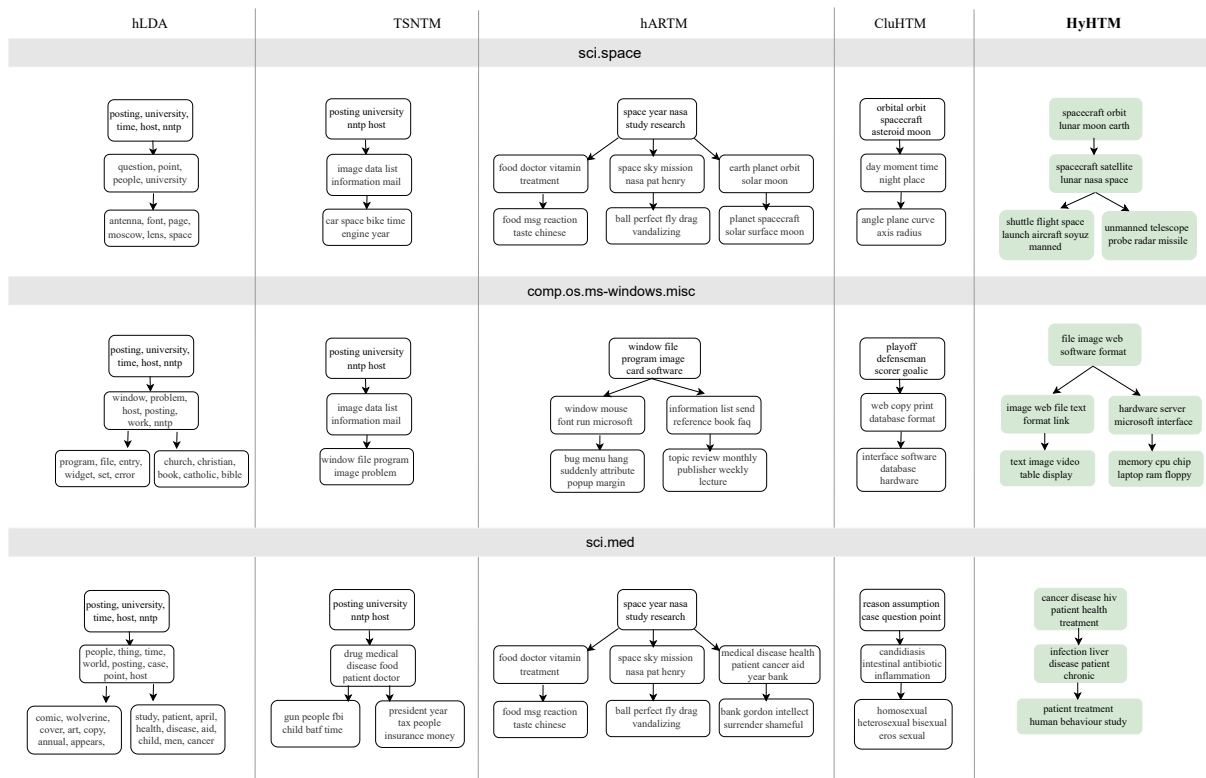 hLDA
TSNTM
hARTM
CluHTM
HyHTM
sci.space
posting, university,
time, host, nntp
question, point,
people, university
antenna, font, page,
moscow, lens, space
posting university
nntp host
image data list
information mail
car space bike time
engine year
space year nasa
study research
food doctor vitamin
treatment
space sky mission
nasa pat henry
earth planet orbit
solar moon
food msg reaction
taste chinese
ball perfect fly drag
vandalizing
planet spacecraft
solar surface moon
orbital orbit
spacecraft
asteroid moon
day moment time
night place
angle plane curve
axis radius
spacecraft orbit
lunar moon earth
spacecraft satellite
lunar nasa space
shuttle flight space
launch aircraft soyuz
manned
unmanned telescope
probe radar missile
comp.os.ms-windows.misc
posting, university,
time, host, nntp
window, problem,
host, posting,
work, nntp
program, file, entry,
widget, set, error
church, christian,
book, catholic, bible
posting university
nntp host
image data list
information mail
window file program
image problem
window file
program image
card software
window mouse
font run microsoft
information list send
reference book faq
bug menu hang
suddenly attribute
popup margin
topic review monthly
publisher weekly
lecture
playoff
defenseman
scorer goalie
web copy print
database format
interface software
database
hardware
file image web
software format
image web file text
format link
hardware server
microsoft interface
text image video
table display
memory cpu chip
laptop ram floppy
sci.med
posting, university,
time, host, nntp
people, thing, time,
world, posting, case,
point, host
comic, wolverine,
cover, art, copy,
annual, appears,
study, patient, april,
health, disease, aid,
child, men, cancer
posting university
nntp host
drug medical
disease food
patient doctor
gun people fbi
child batf time
president year
tax people
insurance money
space year nasa
study research
food doctor vitamin
treatment
space sky mission
nasa pat henry
medical disease health
patient cancer aid
year bank
food msg reaction
taste chinese
ball perfect fly drag
vandalizing
bank gordon intellect
surrender shameful
reason assumption
case question point
candidiasis
intestinal antibiotic
inflammation
homosexual
heterosexual bisexual
eros sexual
cancer disease hiv
patient health
treatment
infection liver
disease patient
chronic
patient treatment
human behaviour study